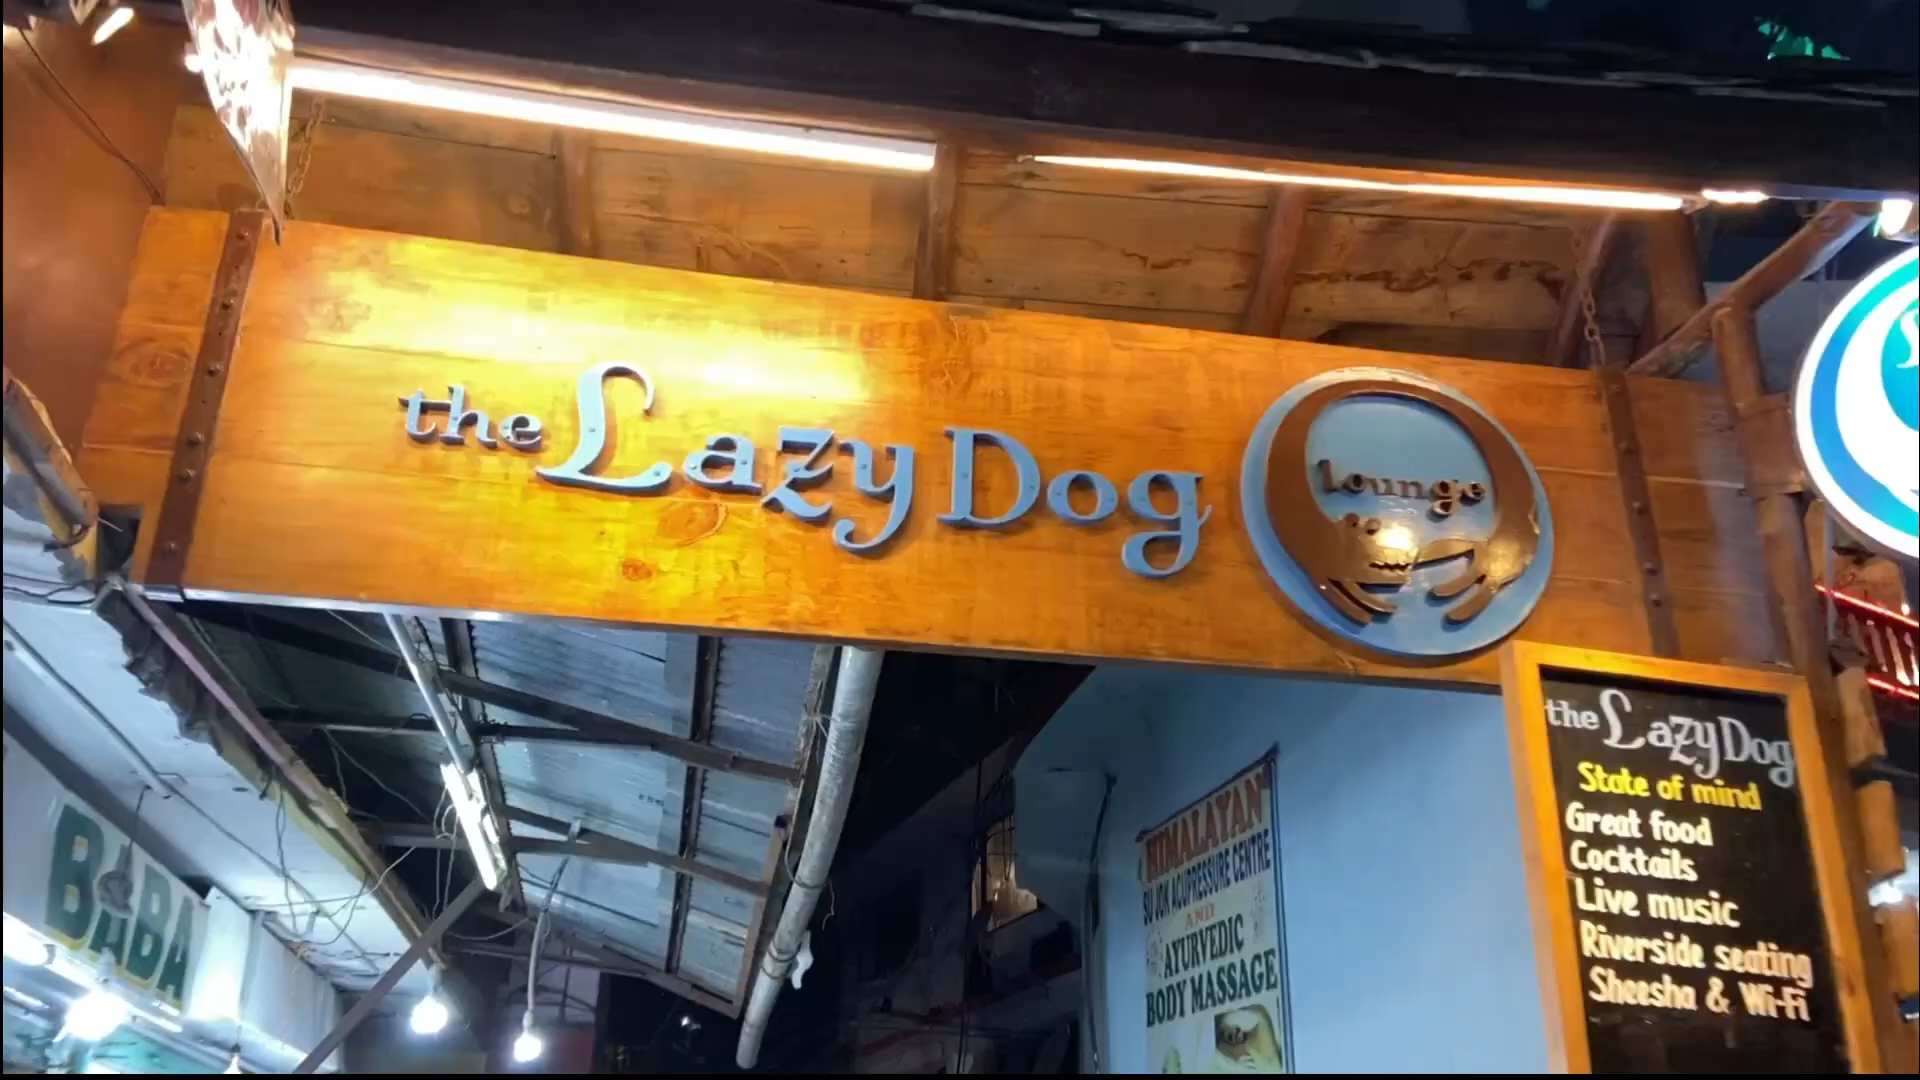 the Lazy Dog
lounge
the Lazy Dog
State of mind
Great food
Cocktails
Live music
Riverside seating
Sheesha & Wi-Fi
HIMALAYAN
SU JOK ACUPRESSURE CENTRE
AND
AYURVEDIC
BODY MASSAGE
BABA